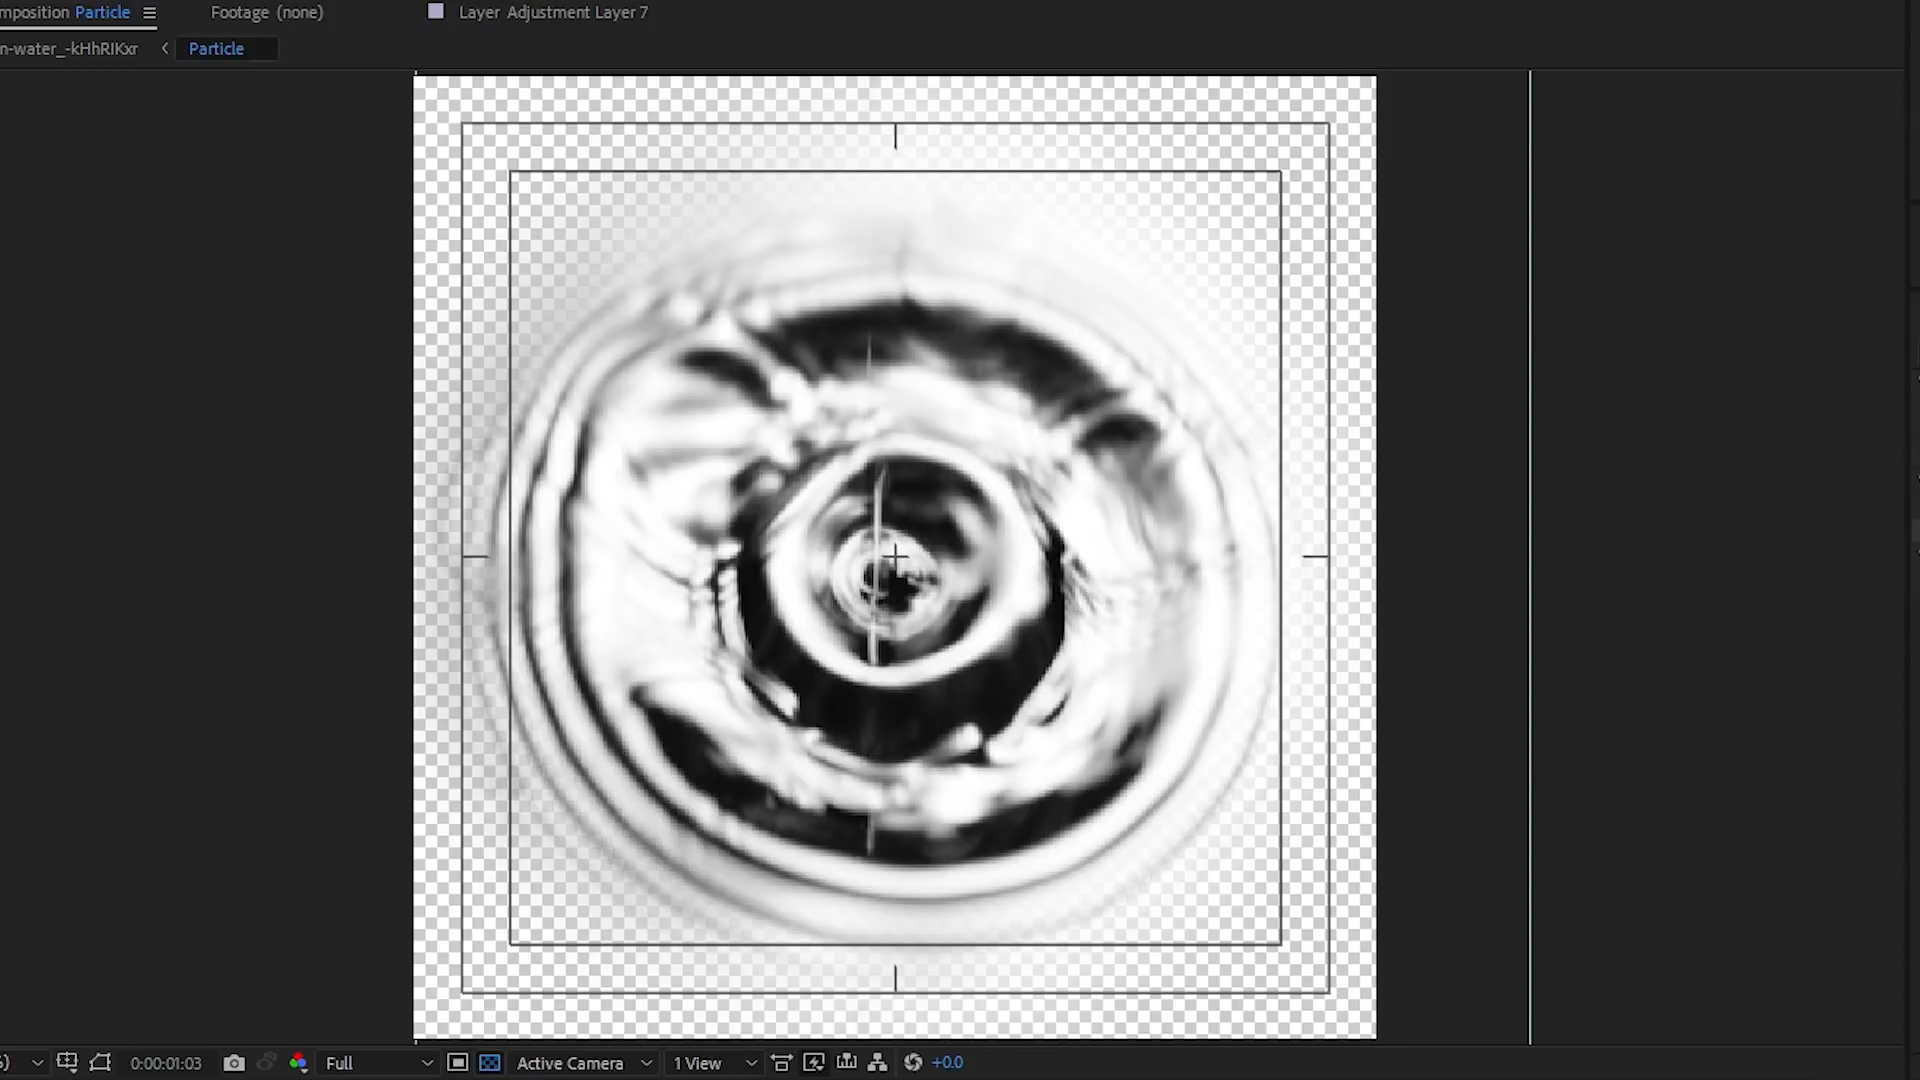 mposition Particle Footage (none) Layer Adjustment Layer 7
n-water_-kHhRIKxr Particle
0:00:01:03 Full Active Camera 1 View +0.0